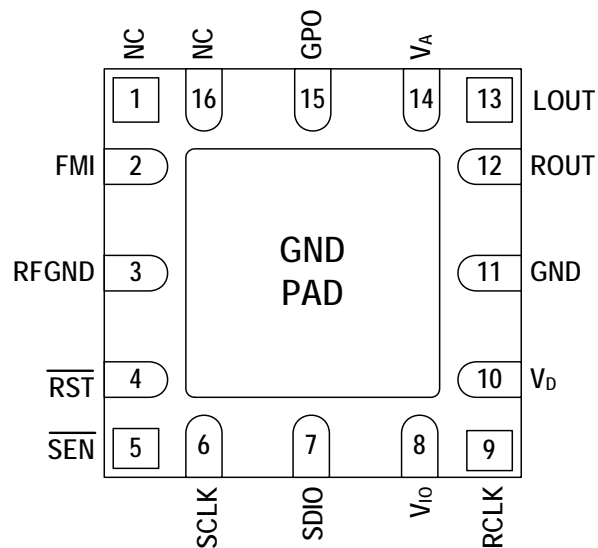 NC
NC
GPO
VA
1
16
15
14
13
LOUT
FMI
2
12
ROUT
RFGND
3
GND
PAD
11
GND
RST
4
10
VD
SEN
5
6
7
8
9
SCLK
SDIO
VIO
RCLK